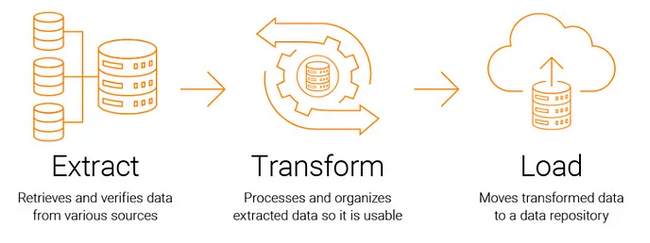 Extract
Retrieves and verifies data
from various sources
Transform
Processes and organizes
extracted data so it is usable
Load
Moves transformed data
to a data repository